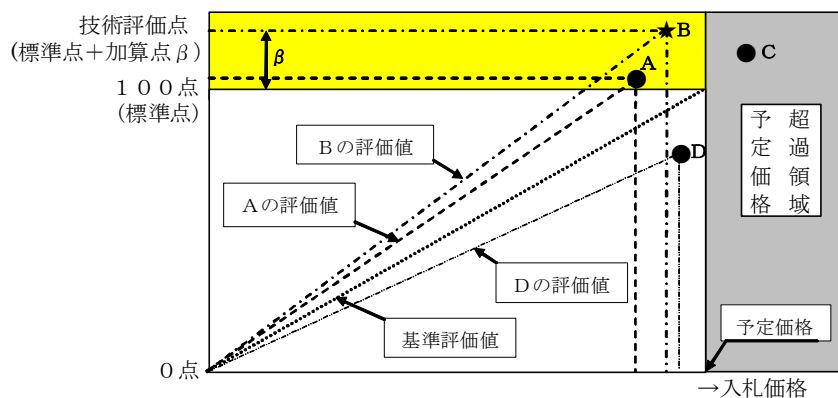 技術評価点
(標準点＋加算点β)
β
B
C
A
１００点
(標準点)
Bの評価値
D
予定価格
超過領域
Aの評価値
Dの評価値
基準評価値
予定価格
０点
→入札価格